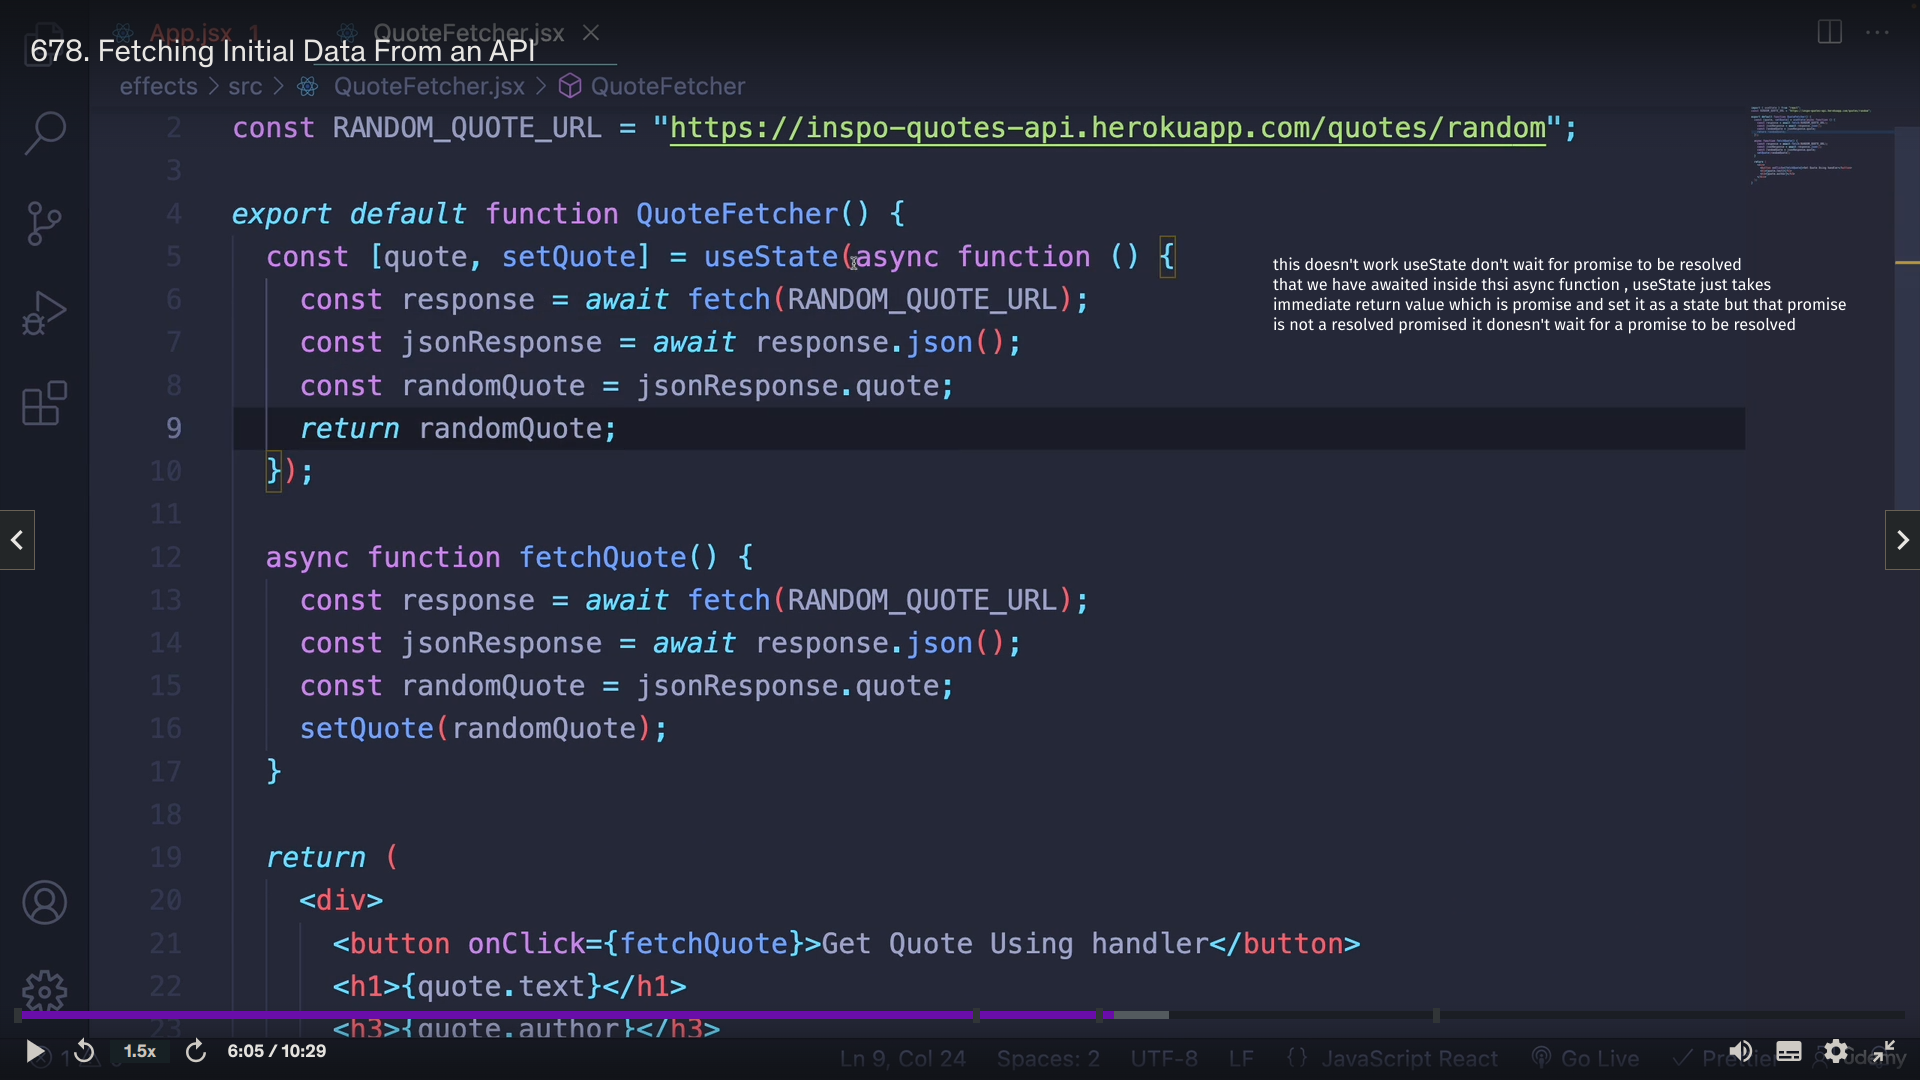 App.jsx 1 QuoteFetcher.jsx
678. Fetching Initial Data From an API
effects > src > QuoteFetcher.jsx > QuoteFetcher
2 const RANDOM_QUOTE_URL = "https://inspo-quotes-api.herokuapp.com/quotes/random";
3
4 export default function QuoteFetcher() {
5 const [quote, setQuote] = useState(async function () {
6 const response = await fetch(RANDOM_QUOTE_URL);
7 const jsonResponse = await response.json();
8 const randomQuote = jsonResponse.quote;
9 return randomQuote;
10 });
11
12 async function fetchQuote() {
13 const response = await fetch(RANDOM_QUOTE_URL);
14 const jsonResponse = await response.json();
15 const randomQuote = jsonResponse.quote;
16 setQuote(randomQuote);
17 }
18
19 return (
20 <div>
21 <button onClick={fetchQuote}>Get Quote Using handler</button>
22 <h1>{quote.text}</h1>
23 <h3>{quote.author}</h3>
this doesn't work useState don't wait for promise to be resolved
that we have awaited inside thsi async function , useState just takes
immediate return value which is promise and set it as a state but that promise
is not a resolved promised it donesn't wait for a promise to be resolved
1.5x 6:05 / 10:29
Ln 9, Col 24 Spaces: 2 UTF-8 LF {} JavaScript React Go Live Prettier
Udemy